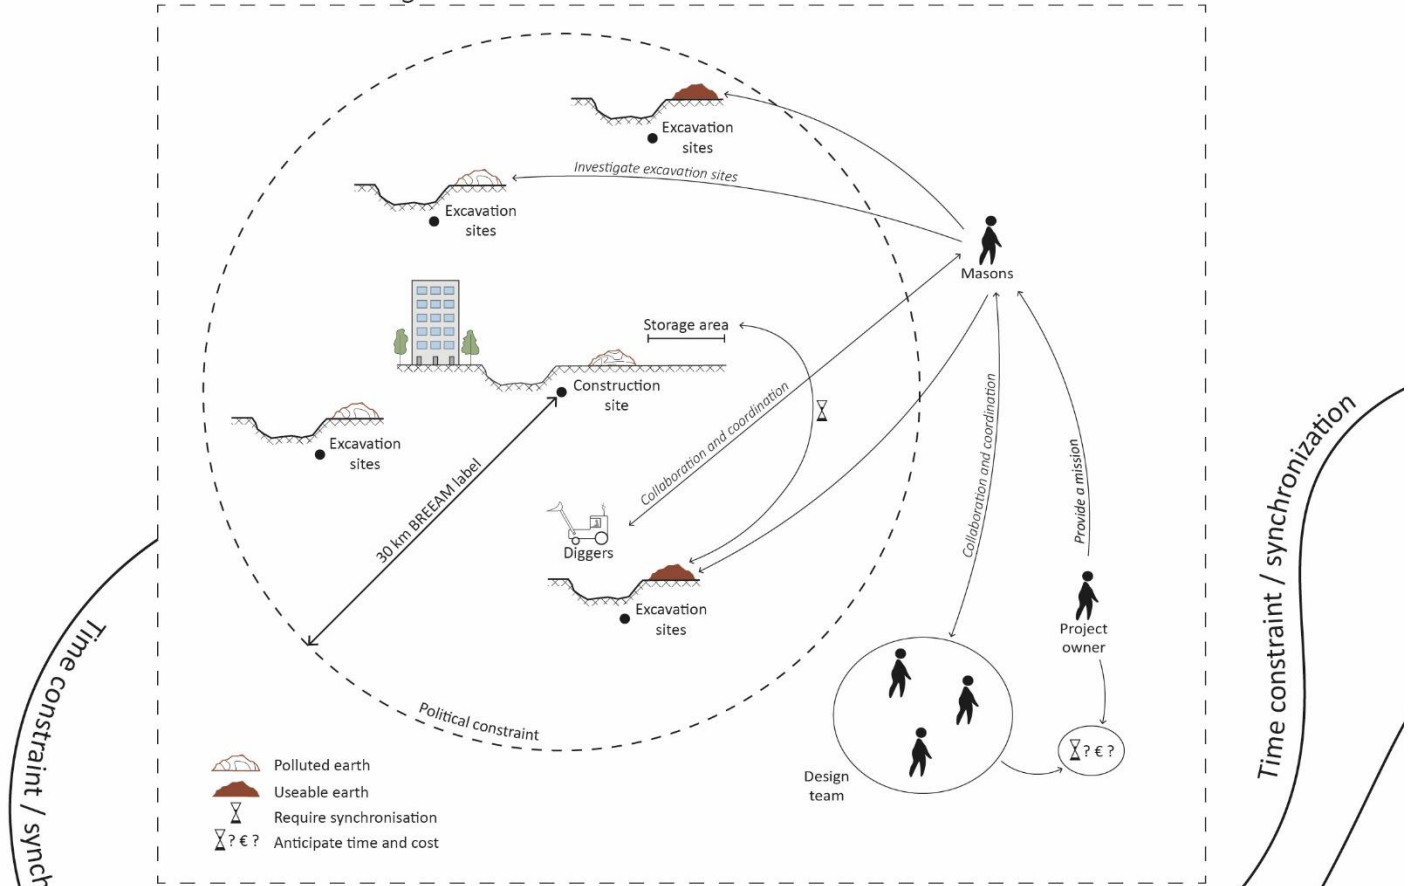 Excavation
sites
Investigate excavation sites
Excavation
sites
Masons
Storage area
Construction
site
Excavation
sites
30 km BREEAM label
Collaboration and coordination
Collaboration and coordination
Provide a mission
Diggers
Excavation
sites
Project
owner
Political constraint
? € ?
Design
team
Polluted earth
Useable earth
Require synchronisation
? € ? Anticipate time and cost
Time constraint / synch
Time constraint / synchronization